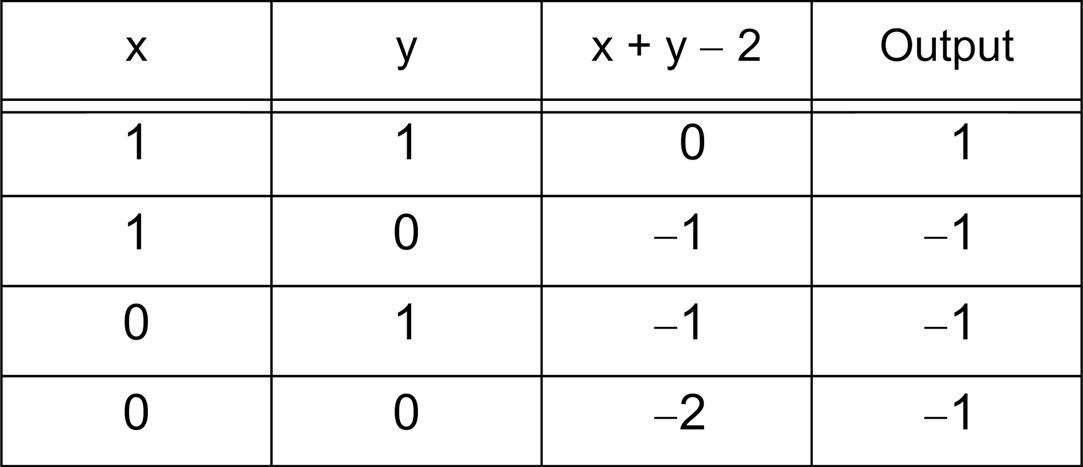 x y x + y – 2 Output
1 1 0 1
1 0 –1 –1
0 1 –1 –1
0 0 –2 –1